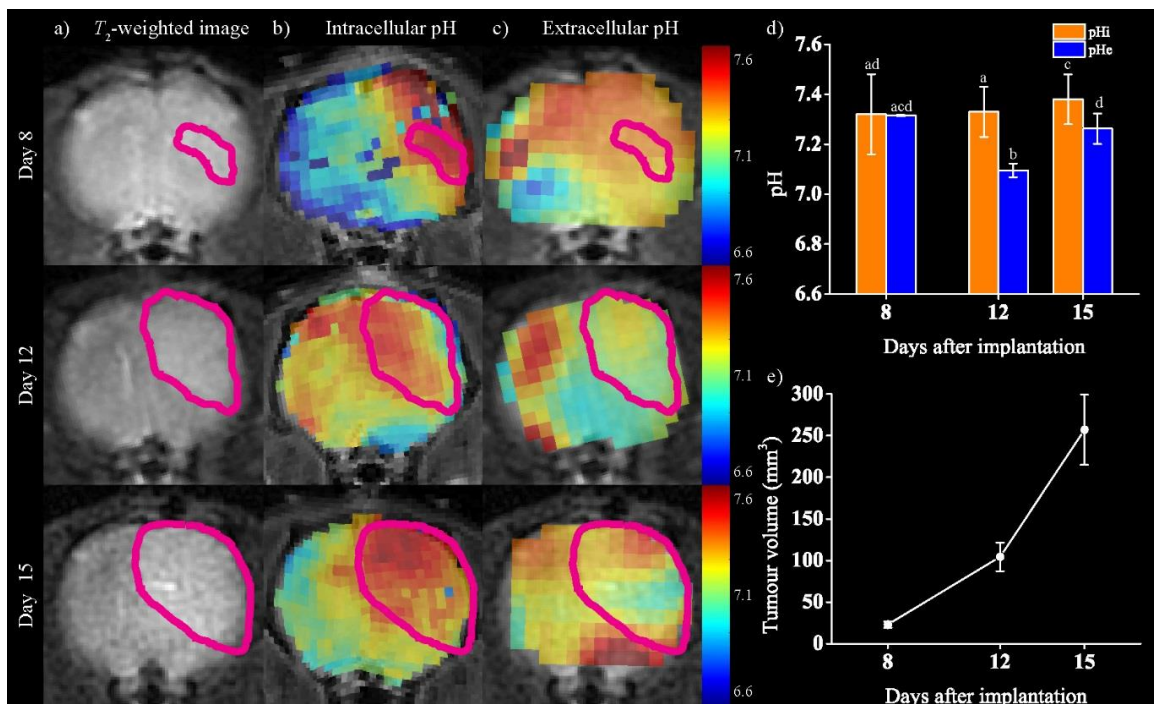 a) T2-weighted image
b) Intracellular pH
c) Extracellular pH
Day 8
Day 12
Day 15
7.6
7.1
6.6
7.6
7.1
6.6
7.6
7.1
6.6
d)
pHi
pHe
7.6
7.4
7.2
7.0
6.8
6.6
pH
ad
acd
a
b
c
d
8
12
15
Days after implantation
e)
300
250
200
150
100
50
0
Tumour volume (mm³)
8
12
15
Days after implantation